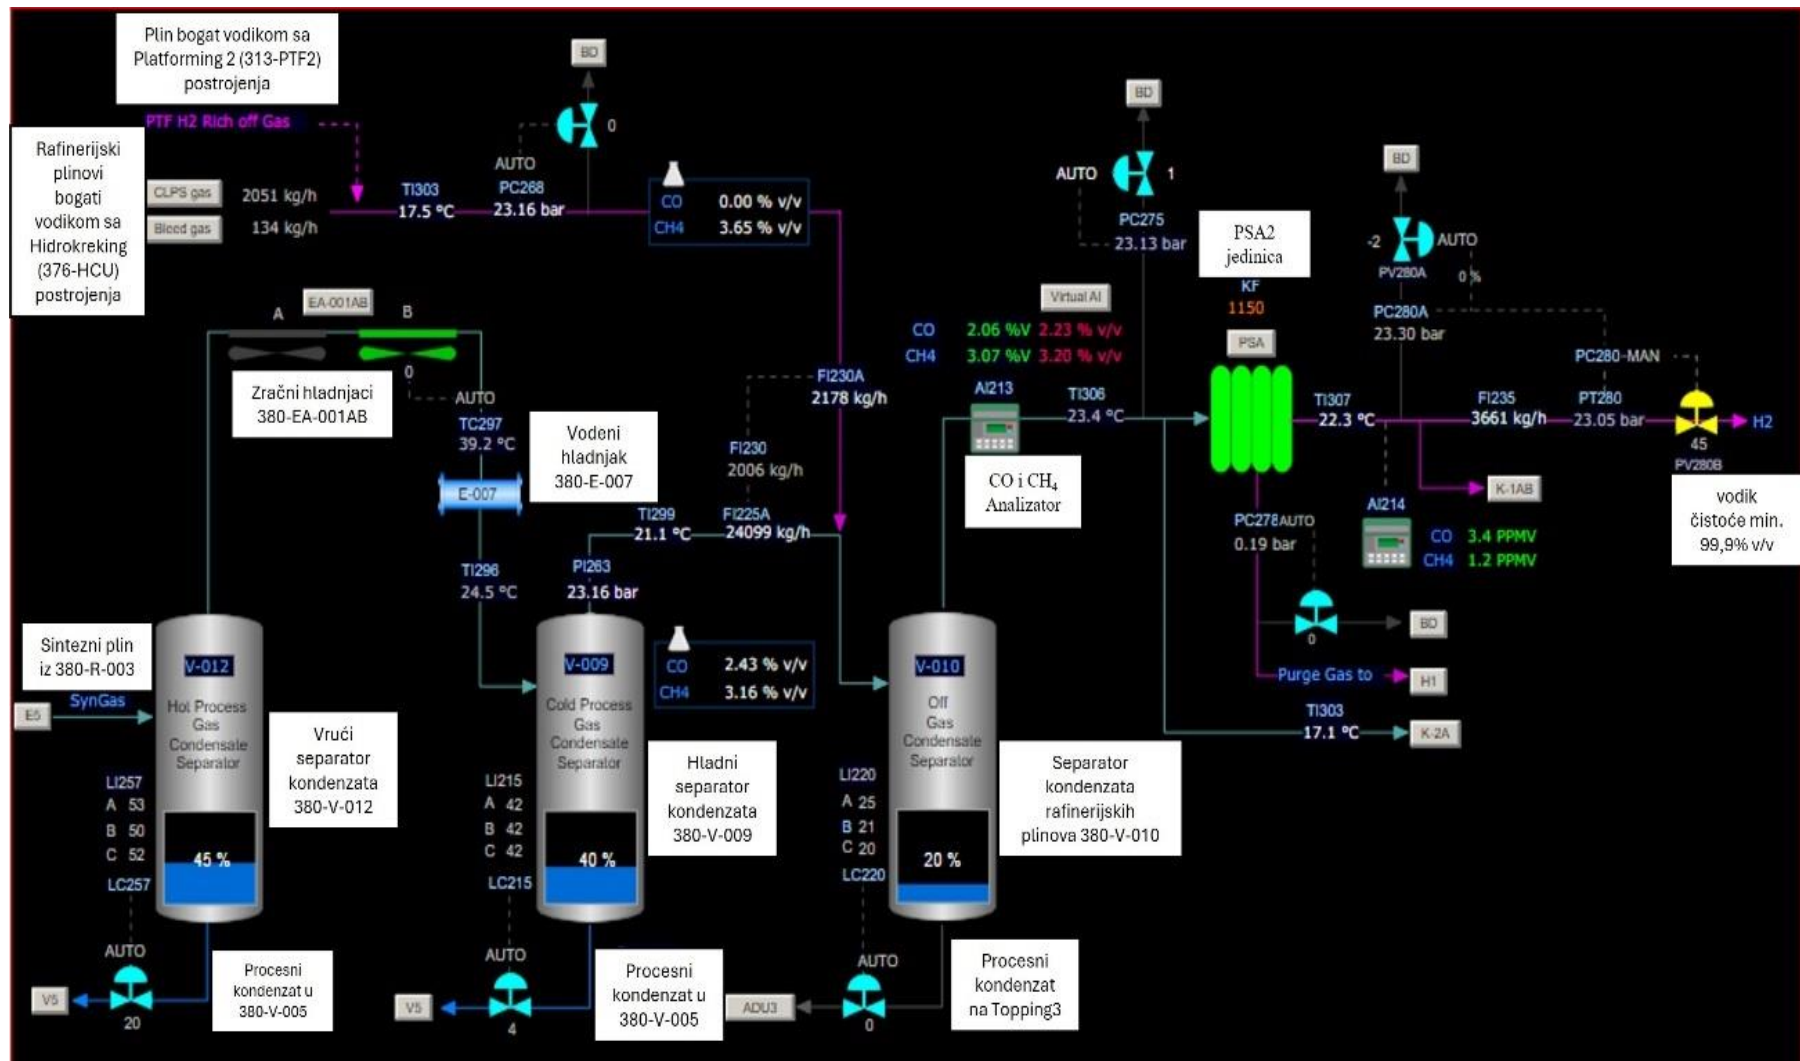 Plin bogat vodikom sa
Platforming 2 (313-PTF2)
postrojenja
PTF H2 Rich off Gas
Rafinerijski
plinovi
bogati
vodikom sa
Hidrokreking
(376-HCU)
postrojenja
CLPS gas 2051 kg/h
Bleed gas 134 kg/h
TI303
17.5 °C
BD
0
AUTO
PC268
23.16 bar
CO 0.00 % v/v
CH4 3.65 % v/v
A EA-001AB B
0
Zračni hladnjaci
380-EA-001AB
AUTO
TC297
39.2 °C
E-007
Vodeni
hladnjak
380-E-007
TI296
24.5 °C
TI299
21.1 °C
FI225A
24099 kg/h
FI230
2006 kg/h
FI230A
2178 kg/h
PI263
23.16 bar
CO 2.43 % v/v
CH4 3.16 % v/v
Sintezni plin
iz 380-R-003
SynGas
E5
V-012
Hot Process
Gas
Condensate
Separator
Vrući
separator
kondenzata
380-V-012
LI257
A 53
B 50
C 52
45 %
LC257
AUTO
20
V5
Procesni
kondenzat u
380-V-005
V-009
Cold Process
Gas
Condensate
Separator
Hladni
separator
kondenzata
380-V-009
LI215
A 42
B 42
C 42
40 %
LC215
AUTO
4
V5
Procesni
kondenzat u
380-V-005
V-010
Off
Gas
Condensate
Separator
Separator
kondenzata
rafinerijskih
plinova 380-V-010
LI220
A 25
B 21
C 20
20 %
LC220
AUTO
0
ADU3
Procesni
kondenzat
na Topping3
Virtual AI
CO 2.06 %V 2.23 % v/v
CH4 3.07 %V 3.20 % v/v
AI213
CO i CH4
Analizator
TI306
23.4 °C
BD
AUTO
1
PC275
23.13 bar
PSA2
jedinica
KF
1150
PSA
TI307
22.3 °C
BD
-2
AUTO
PV280A
0 %
PC280A
23.30 bar
PC280-MAN
FI235
3661 kg/h
PT280
23.05 bar
45
PV280B
H2
vodik
čistoće min.
99,9% v/v
K-1AB
AI214
CO 3.4 PPMV
CH4 1.2 PPMV
PC278 AUTO
0.19 bar
0
BD
Purge Gas to
H1
TI303
17.1 °C
K-2A